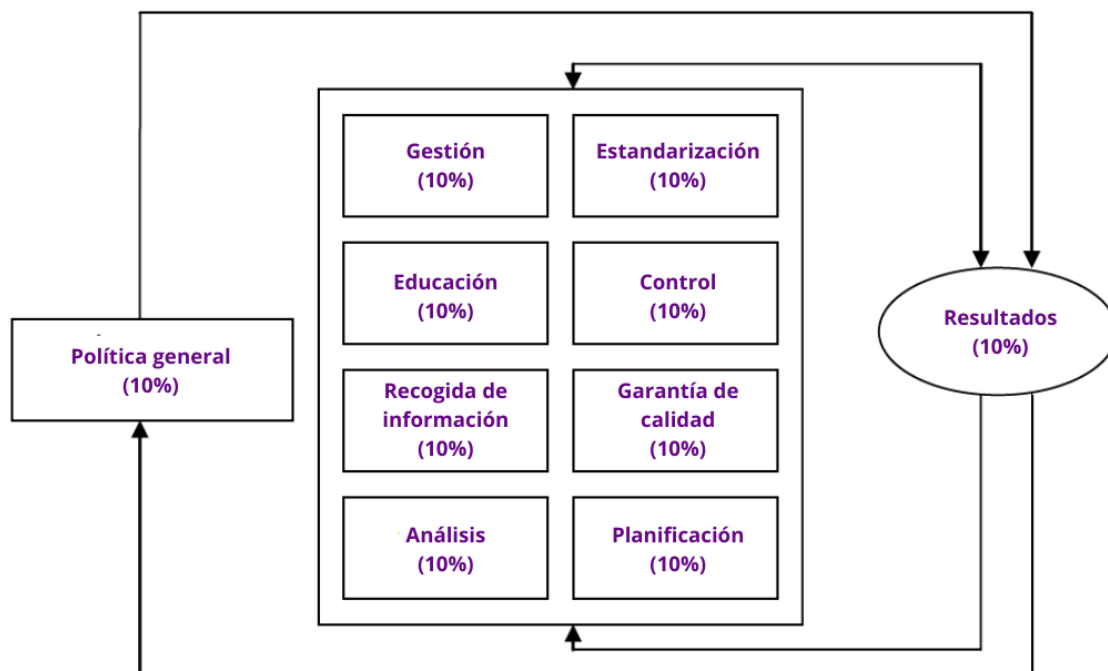 Gestión
(10%)
Estandarización
(10%)
Educación
(10%)
Control
(10%)
Política general
(10%)
Resultados
(10%)
Recogida de
información
(10%)
Garantía de
calidad
(10%)
Análisis
(10%)
Planificación
(10%)